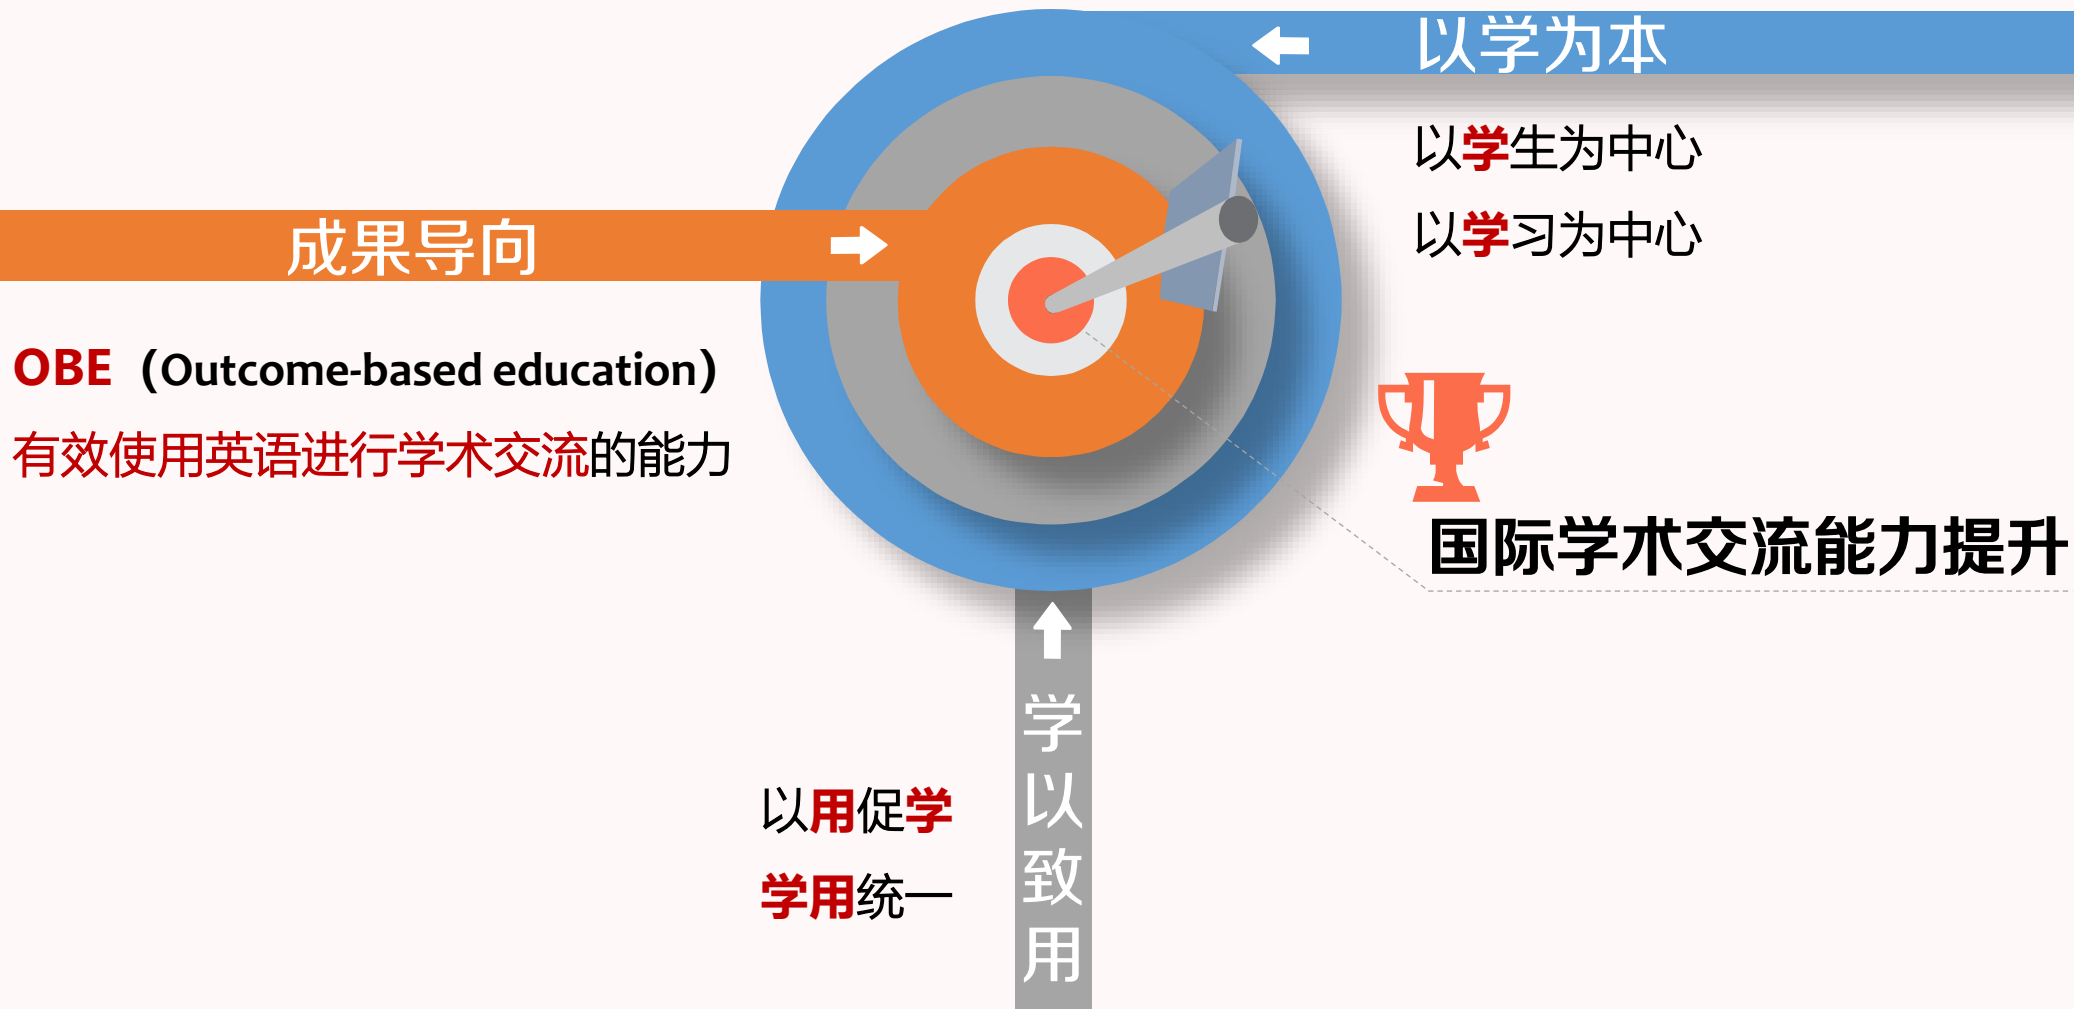 以学为本
以学生为中心
以学习为中心
成果导向
OBE（Outcome-based education）
有效使用英语进行学术交流的能力
国际学术交流能力提升
学以致用
以用促学
学用统一